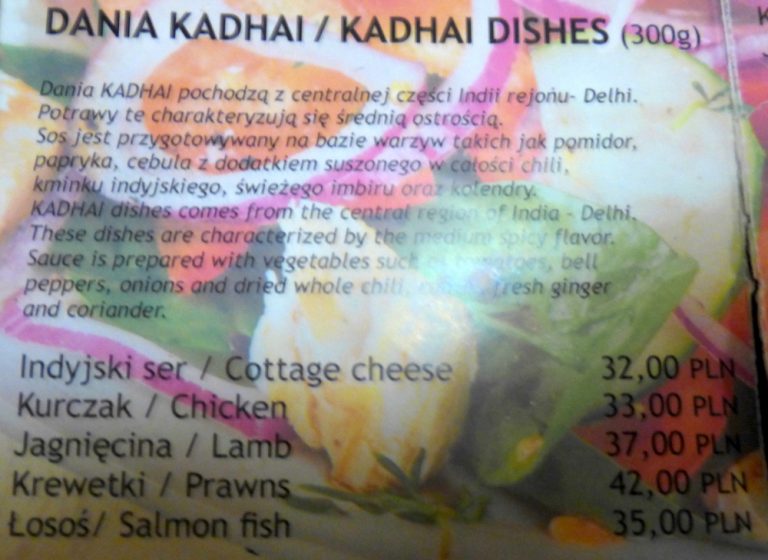 DANIA KADHAI / KADHAI DISHES (300g)
Dania KADHAI pochodzą z centralnej części Indii rejonu- Delhi.
Potrawy te charakteryzują się średnią ostrością.
Sos jest przygotowywany na bazie warzyw takich jak pomidor,
papryka, cebula z dodatkiem suszonego w całości chili,
kminku indyjskiego, świeżego imbiru oraz kolendry.
KADHAI dishes comes from the central region of India - Delhi.
These dishes are characterized by the medium spicy flavor.
Sauce is prepared with vegetables such as tomatoes, bell
peppers, onions and dried whole chili, fresh ginger
and coriander.
Indyjski ser / Cottage cheese 32,00 PLN
Kurczak / Chicken 33,00 PLN
Jagnięcina / Lamb 37,00 PLN
Krewetki / Prawns 42,00 PLN
Łosoś/ Salmon fish 35,00 PLN